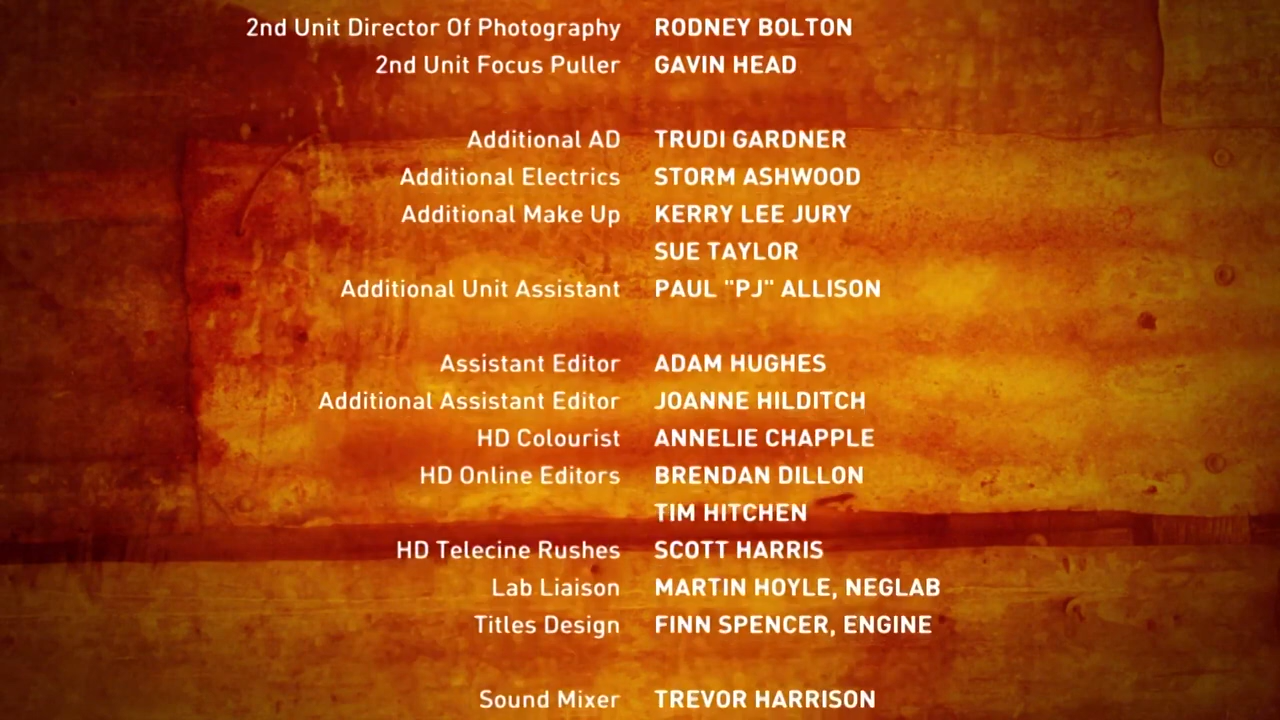 2nd Unit Director Of Photography RODNEY BOLTON
2nd Unit Focus Puller GAVIN HEAD
Additional AD TRUDI GARDNER
Additional Electrics STORM ASHWOOD
Additional Make Up KERRY LEE JURY
SUE TAYLOR
Additional Unit Assistant PAUL "PJ" ALLISON
Assistant Editor ADAM HUGHES
Additional Assistant Editor JOANNE HILDITCH
HD Colourist ANNELIE CHAPPLE
HD Online Editors BRENDAN DILLON
TIM HITCHEN
HD Telecine Rushes SCOTT HARRIS
Lab Liaison MARTIN HOYLE, NEGLAB
Titles Design FINN SPENCER, ENGINE
Sound Mixer TREVOR HARRISON